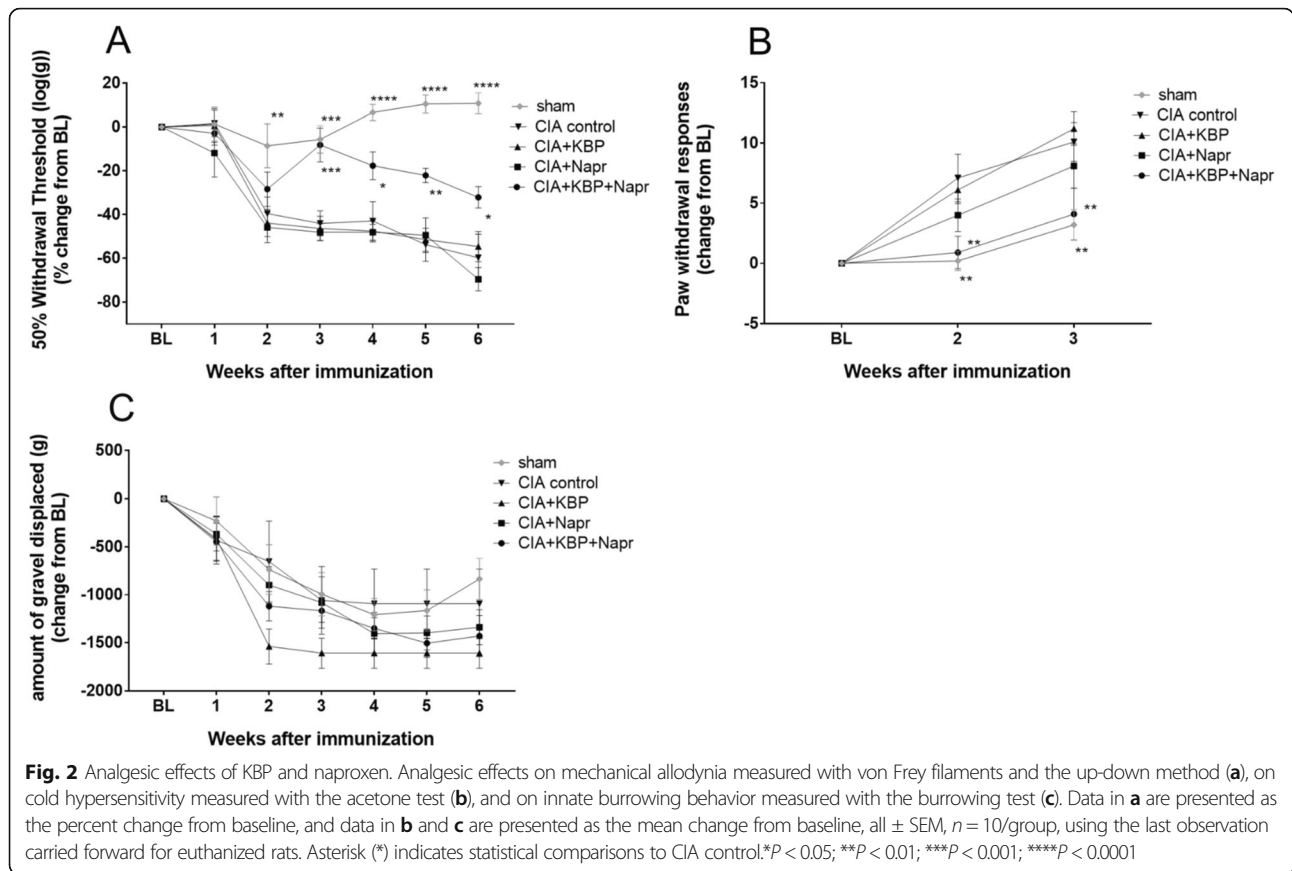 A
50% Withdrawal Threshold (log(g))
(% change from BL)
20
0
-20
-40
-60
-80
**
***
****
****
****
***
*
**
*
BL 1 2 3 4 5 6
Weeks after immunization
sham
CIA control
CIA+KBP
CIA+Napr
CIA+KBP+Napr
B
Paw withdrawal responses
(change from BL)
15
10
5
0
-5
**
**
**
**
BL 2 3
Weeks after immunization
sham
CIA control
CIA+KBP
CIA+Napr
CIA+KBP+Napr
C
amount of gravel displaced (g)
(change from BL)
500
0
-500
-1000
-1500
-2000
BL 1 2 3 4 5 6
Weeks after immunization
sham
CIA control
CIA+KBP
CIA+Napr
CIA+KBP+Napr
Fig. 2 Analgesic effects of KBP and naproxen. Analgesic effects on mechanical allodynia measured with von Frey filaments and the up-down method (a), on
cold hypersensitivity measured with the acetone test (b), and on innate burrowing behavior measured with the burrowing test (c). Data in a are presented as
the percent change from baseline, and data in b and c are presented as the mean change from baseline, all ± SEM, n = 10/group, using the last observation
carried forward for euthanized rats. Asterisk (*) indicates statistical comparisons to CIA control.*P < 0.05; **P < 0.01; ***P < 0.001; ****P < 0.0001